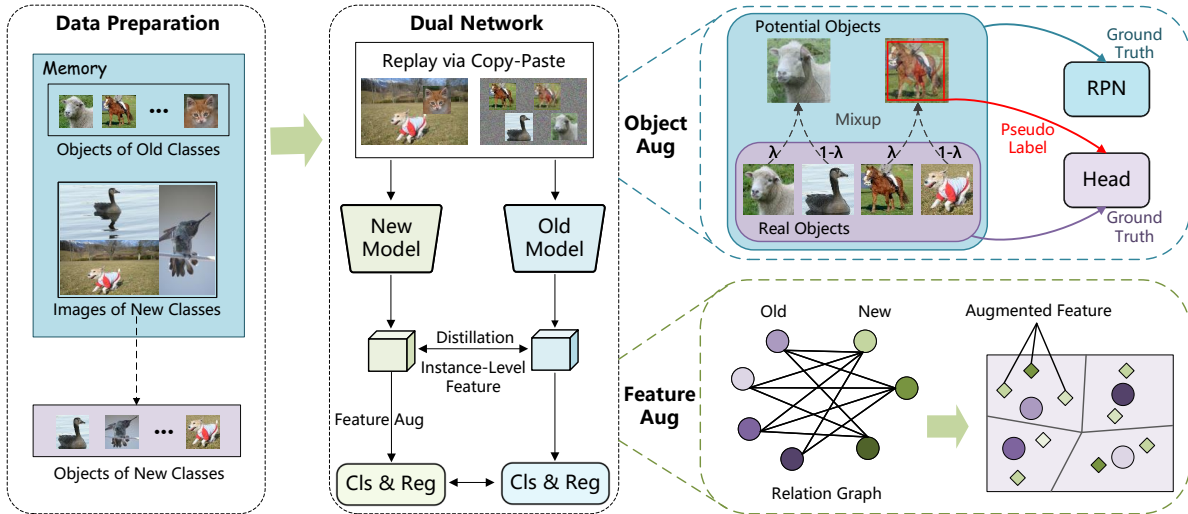 Data Preparation
Memory
•••
Objects of Old Classes
Images of New Classes
•••
Objects of New Classes
Dual Network
Replay via Copy-Paste
New
Model
Old
Model
Distillation
Instance-Level
Feature
Feature Aug
Cls & Reg
Cls & Reg
Object
Aug
Potential Objects
Mixup
λ
1-λ
λ
1-λ
Real Objects
Ground
Truth
RPN
Pseudo
Label
Head
Ground
Truth
Feature
Aug
Old
New
Relation Graph
Augmented Feature